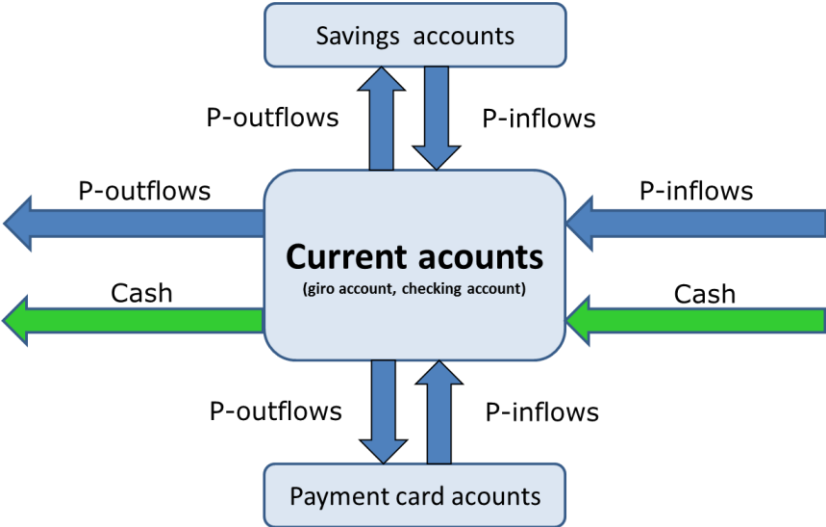 Savings accounts
P-outflows
P-inflows
P-outflows
P-inflows
Current acounts
(giro account, checking account)
Cash
Cash
P-outflows
P-inflows
Payment card acounts